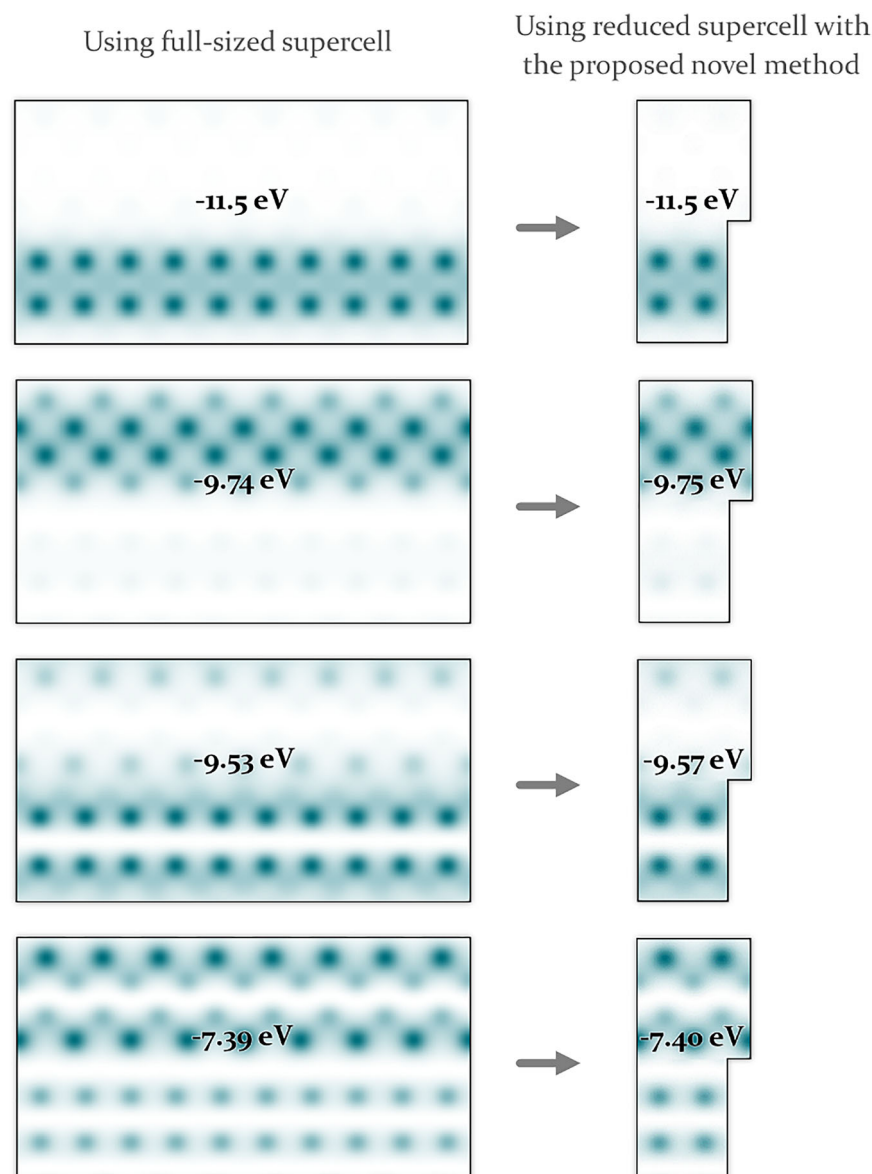 Using full-sized supercell
Using reduced supercell with
the proposed novel method
-11.5 eV
-11.5 eV
-9.74 eV
-9.75 eV
-9.53 eV
-9.57 eV
-7.39 eV
-7.40 eV